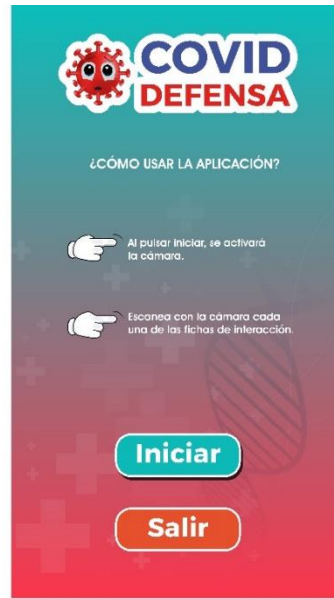 COVID
DEFENSA
¿CÓMO USAR LA APLICACIÓN?
Al pulsar Iniciar, se activará
la cámara.
Escanea con la cámara cada
una de las fichas de interacción.
Iniciar
Salir